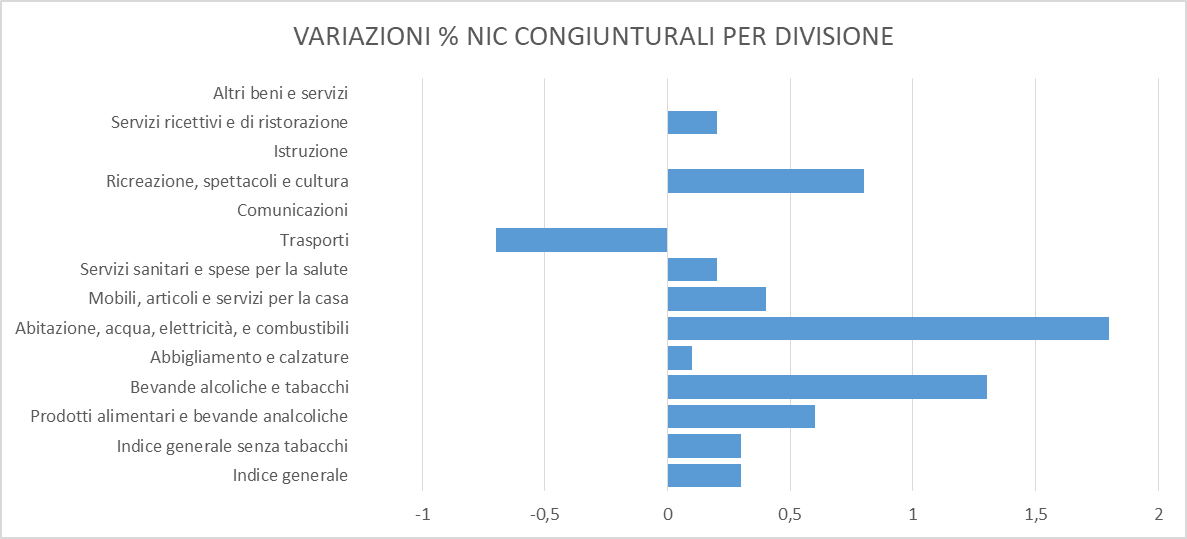 VARIAZIONI % NIC CONGIUNTURALI PER DIVISIONE
Altri beni e servizi
Servizi ricettivi e di ristorazione
Istruzione
Ricreazione, spettacoli e cultura
Comunicazioni
Trasporti
Servizi sanitari e spese per la salute
Mobili, articoli e servizi per la casa
Abitazione, acqua, elettricità, e combustibili
Abbigliamento e calzature
Bevande alcoliche e tabacchi
Prodotti alimentari e bevande analcoliche
Indice generale senza tabacchi
Indice generale
-1 -0,5 0 0,5 1 1,5 2